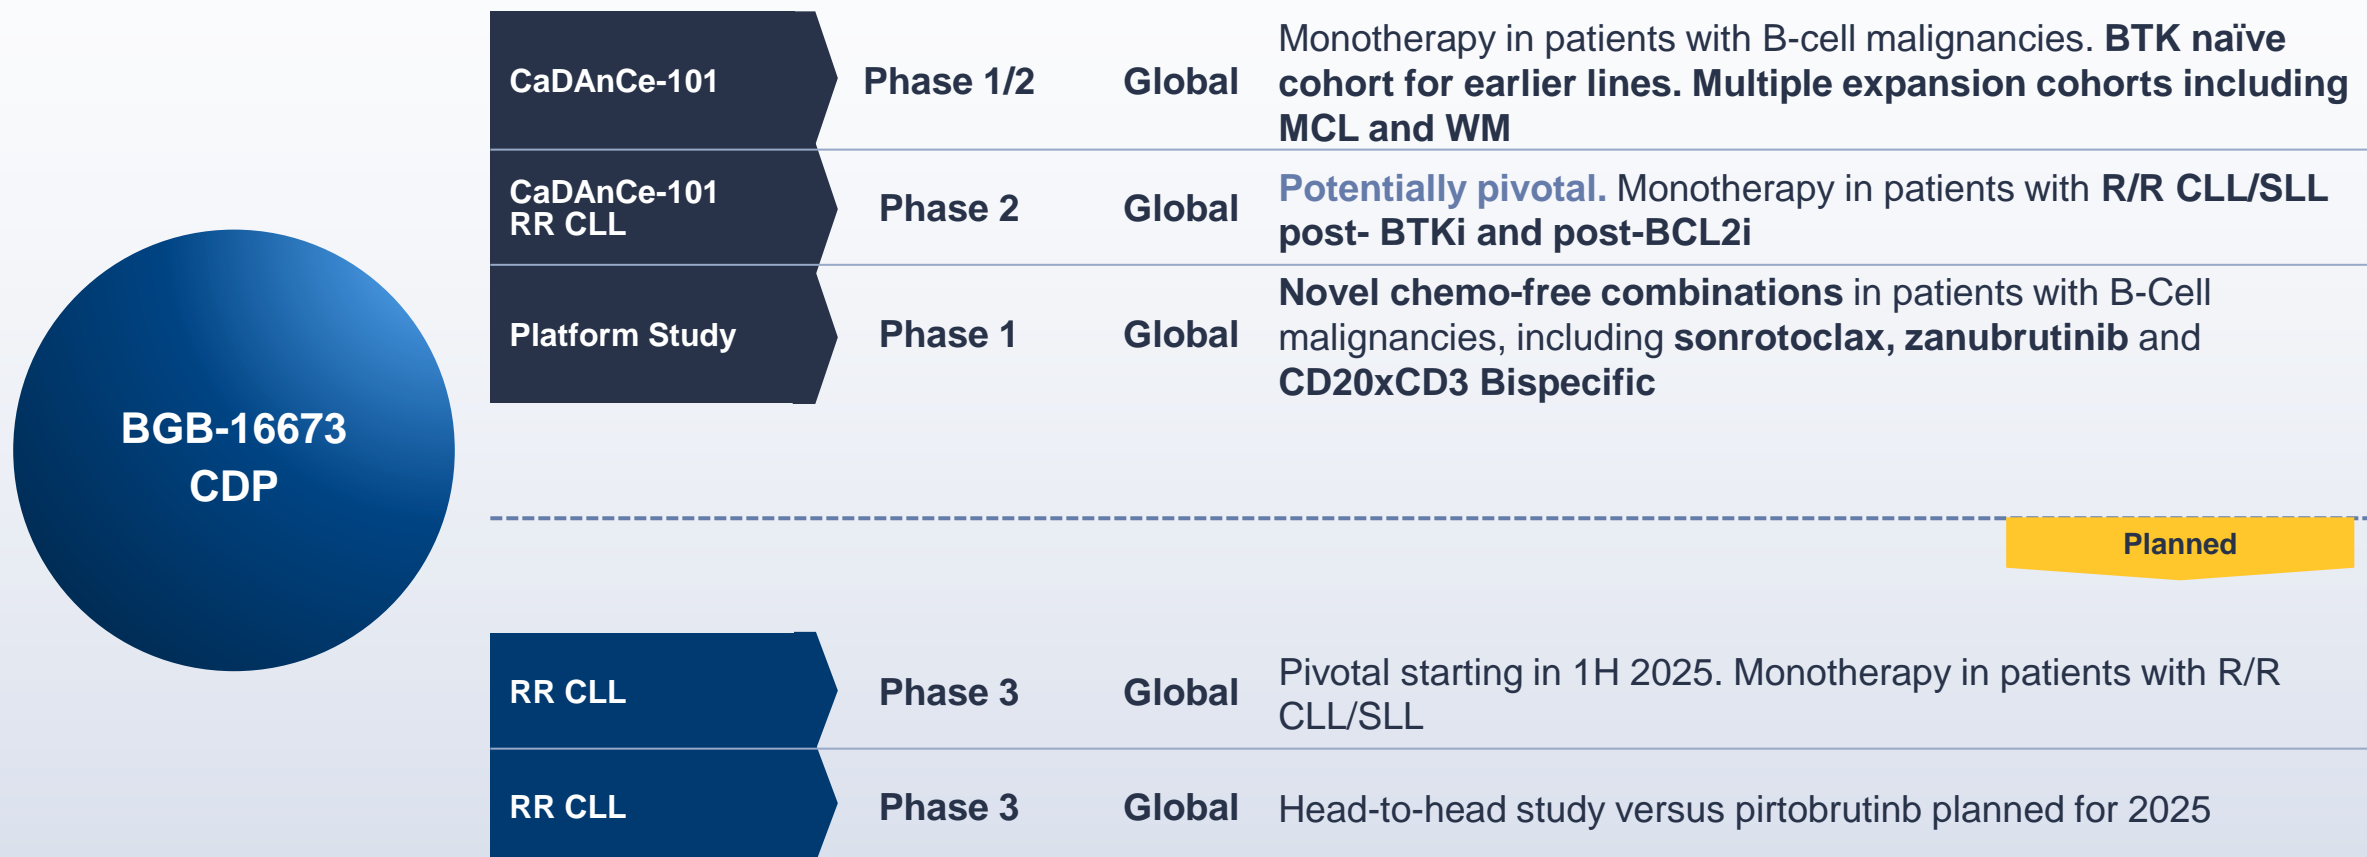 BGB-16673
CDP
CaDAnCe-101
Phase 1/2
Global
Monotherapy in patients with B-cell malignancies. BTK naïve
cohort for earlier lines. Multiple expansion cohorts including
MCL and WM
CaDAnCe-101
RR CLL
Phase 2
Global
Potentially pivotal. Monotherapy in patients with R/R CLL/SLL
post- BTKi and post-BCL2i
Platform Study
Phase 1
Global
Novel chemo-free combinations in patients with B-Cell
malignancies, including sonrotoclax, zanubrutinib and
CD20xCD3 Bispecific
Planned
RR CLL
Phase 3
Global
Pivotal starting in 1H 2025. Monotherapy in patients with R/R
CLL/SLL
RR CLL
Phase 3
Global
Head-to-head study versus pirtobrutinb planned for 2025